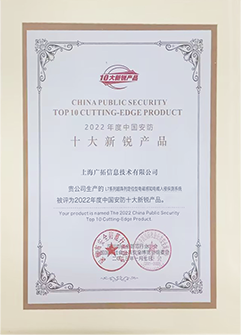 10大新锐产品
CHINA PUBLIC SECURITY
TOP 10 CUTTING-EDGE PRODUCT
2022年度中国安防
十大新锐产品
上海广拓信息技术有限公司
贵公司生产的
被评为2022年度中国安防十大新锐产品。
Your product is named The 2022 China Public Security
Top 10 Cutting-Edge Product.